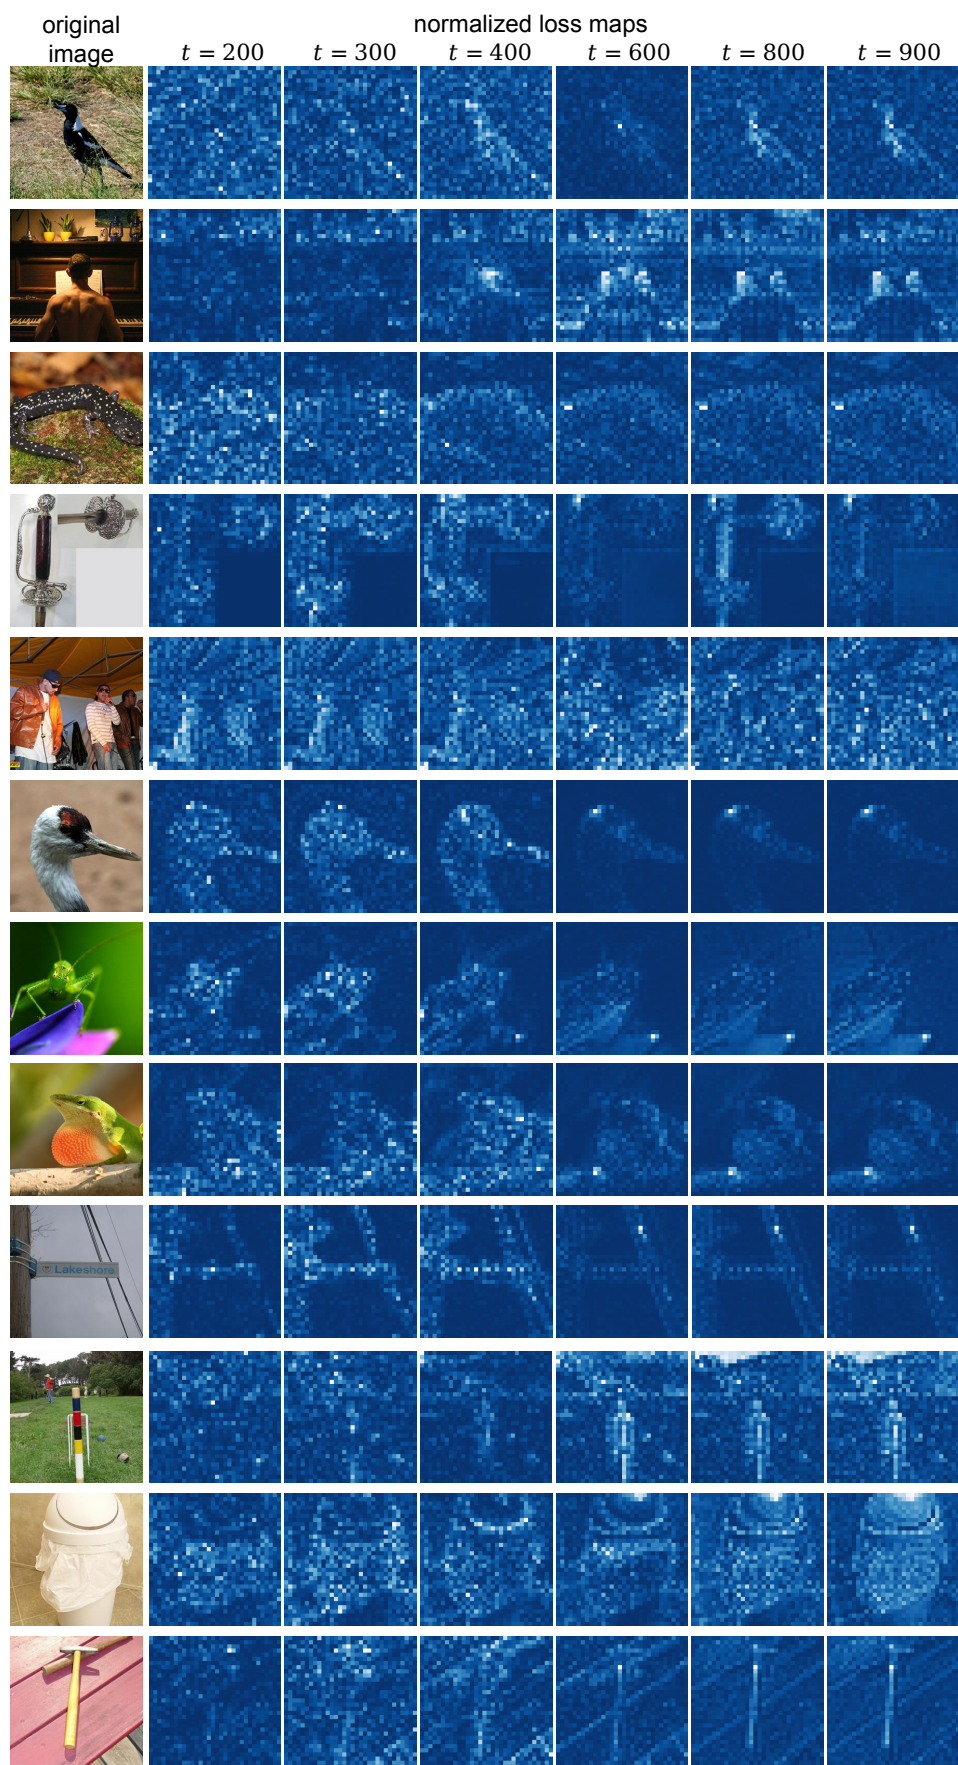 original
image
normalized loss maps
t = 200 t = 300 t = 400 t = 600 t = 800 t = 900
Lakeshore